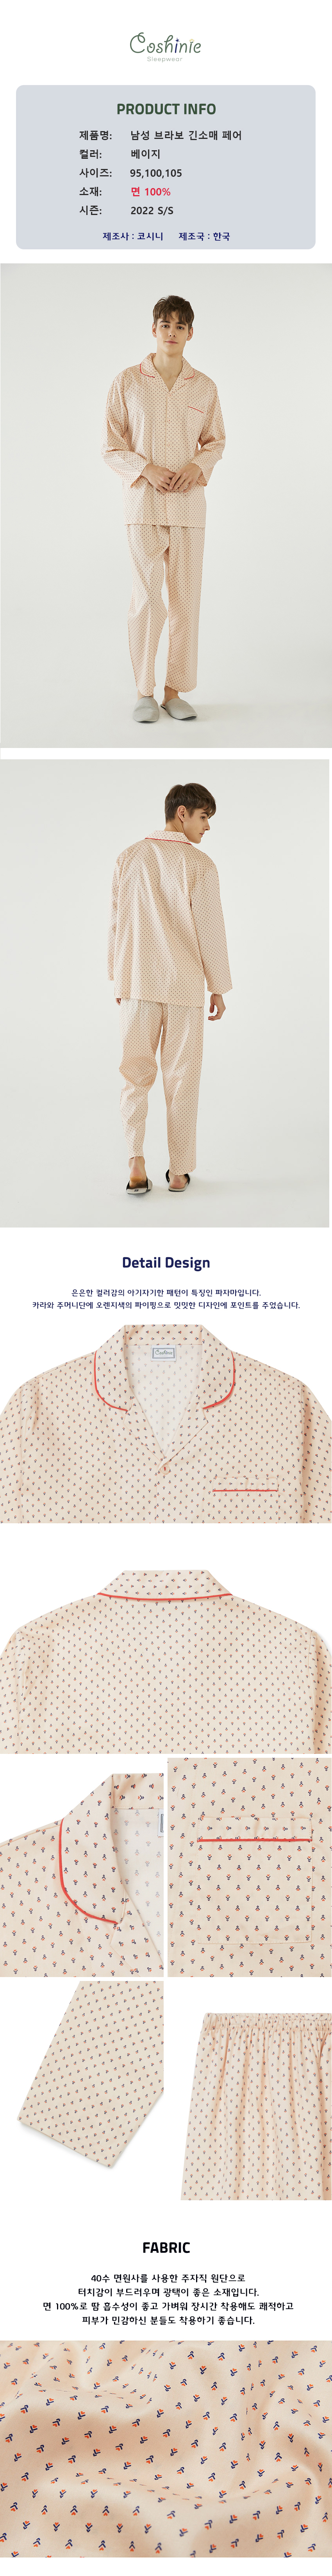 Coshinie
Sleepwear
PRODUCT INFO
제품명: 남성 브라보 긴소매 페어
컬러: 베이지
사이즈: 95,100,105
소재: 면 100%
시즌: 2022 S/S
제조사 : 코시니 제조국 : 한국
Detail Design
은은한 컬러감의 아기자기한 패턴이 특징인 파자마입니다.
카라와 주머니단에 오렌지색의 파이핑으로 밋밋한 디자인에 포인트를 주었습니다.
Coshinie
FABRIC
40수 면원사를 사용한 주자직 원단으로
터치감이 부드러우며 광택이 좋은 소재입니다.
면 100%로 땀 흡수성이 좋고 가벼워 장시간 착용해도 쾌적하고
피부가 민감하신 분들도 착용하기 좋습니다.